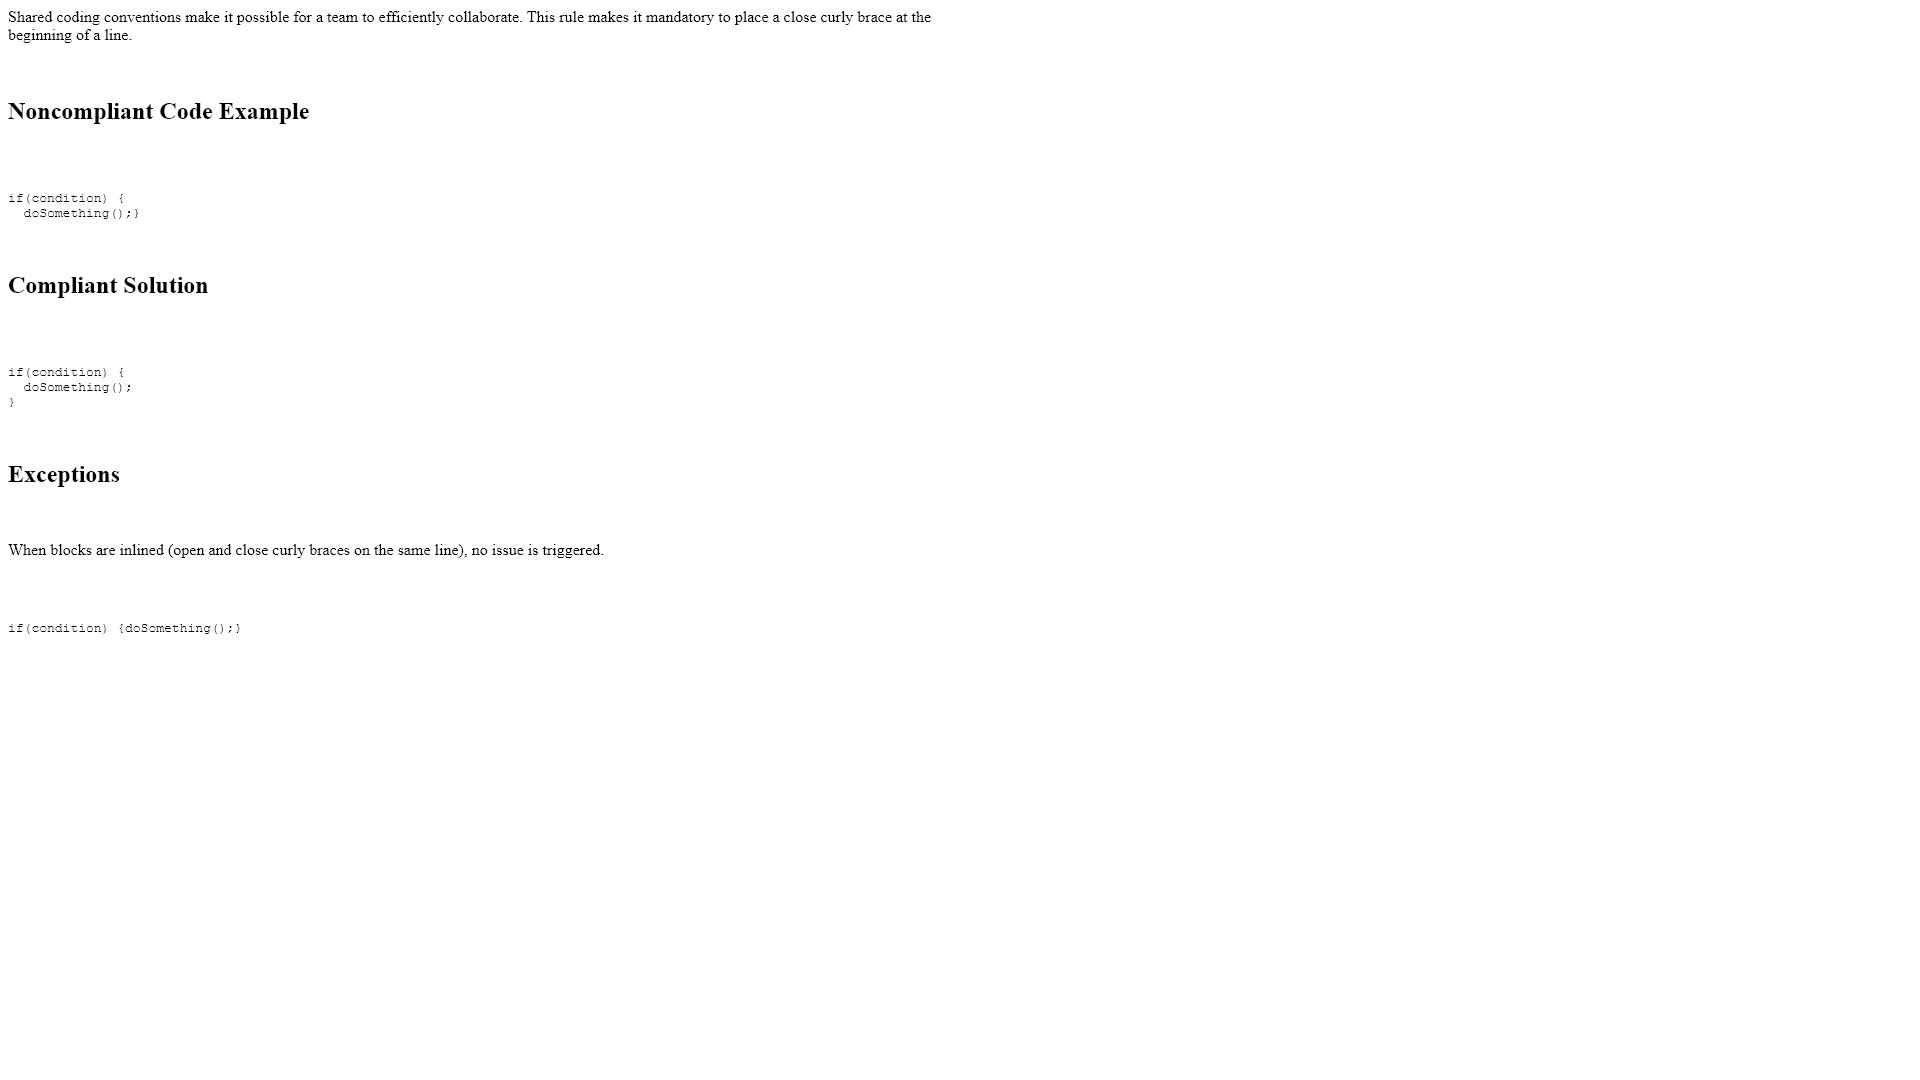 Shared coding conventions make it possible for a team to efficiently collaborate. This rule makes it mandatory to place a close curly brace at the
beginning of a line.
Noncompliant Code Example
if(condition) {
  doSomething();}
Compliant Solution
if(condition) {
  doSomething();
}
Exceptions
When blocks are inlined (open and close curly braces on the same line), no issue is triggered.
if(condition) {doSomething();}